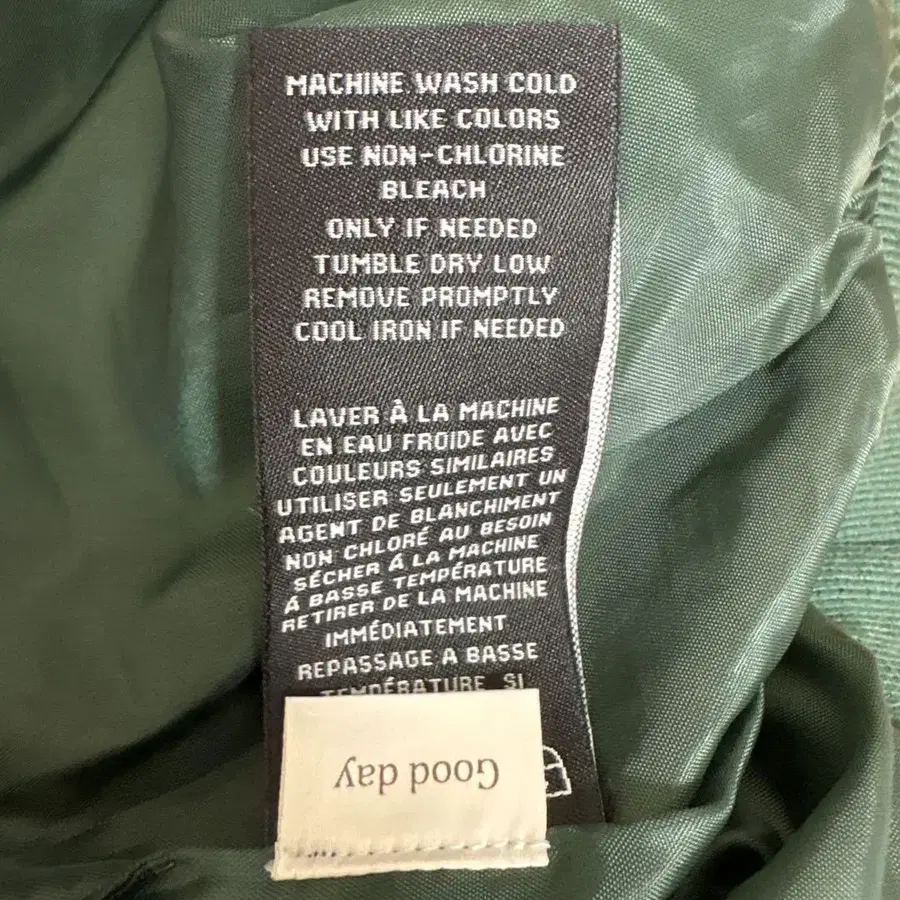 MACHINE WASH COLD
WITH LIKE COLORS
USE NON-CHLORINE
BLEACH
ONLY IF NEEDED
TUMBLE DRY LOW
REMOVE PROMPTLY
COOL IRON IF NEEDED
LAVER À LA MACHINE
EN EAU FROIDE AVEC
COULEURS SIMILAIRES
UTILISER SEULEMENT UN
AGENT DE BLANCHIMENT
NON CHLORÉ AU BESOIN
SÉCHER À LA MACHINE
À BASSE TEMPÉRATURE
RETIRER DE LA MACHINE
IMMÉDIATEMENT
REPASSAGE A BASSE
TEMPÉRATURE SI
Good day